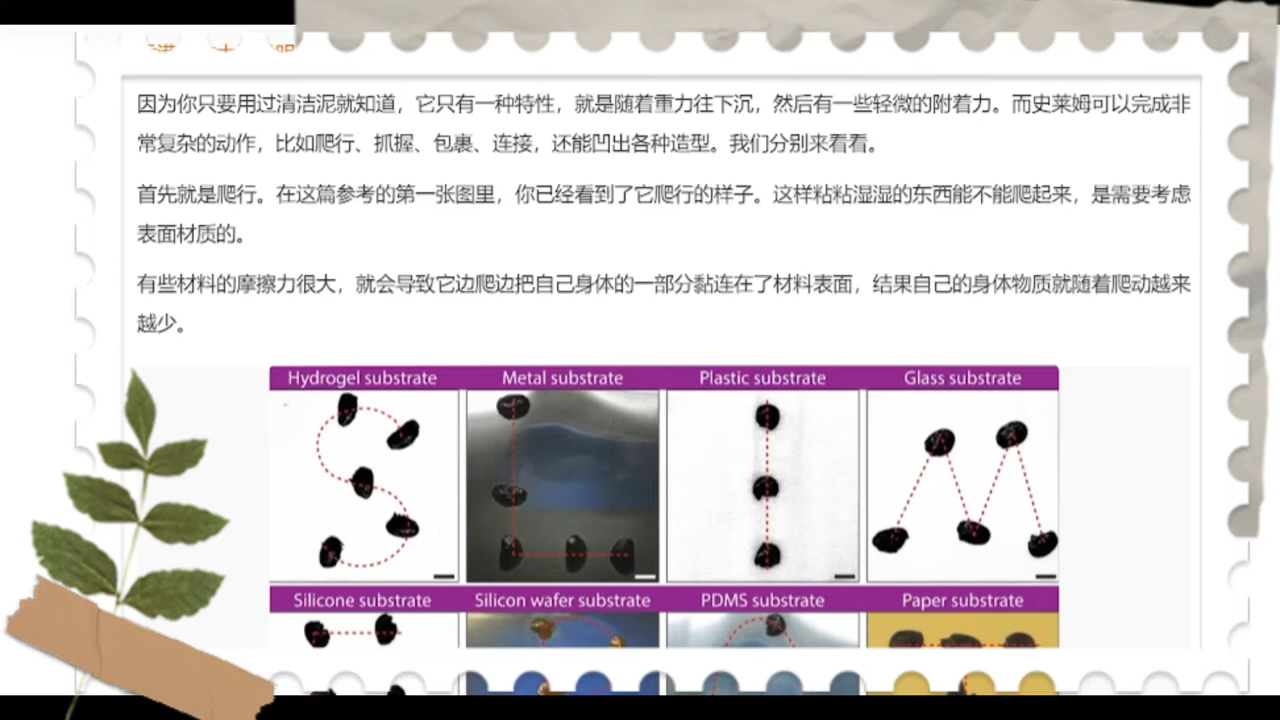 因为你只要用过清洁泥就知道，它只有一种特性，就是随着重力往下沉，然后有一些轻微的附着力。而史莱姆可以完成非
常复杂的动作，比如爬行、抓握、包裹、连接，还能凹出各种造型。我们分别来看看。
首先就是爬行。在这篇参考的第一张图里，你已经看到了它爬行的样子。这样粘粘湿湿的东西能不能爬起来，是需要考虑
表面材质的。
有些材料的摩擦力很大，就会导致它边爬边把自己身体的一部分黏连在了材料表面，结果自己的身体物质就随着爬动越来
越少。
Hydrogel substrate
Metal substrate
Plastic substrate
Glass substrate
Silicone substrate
Silicon wafer substrate
PDMS substrate
Paper substrate